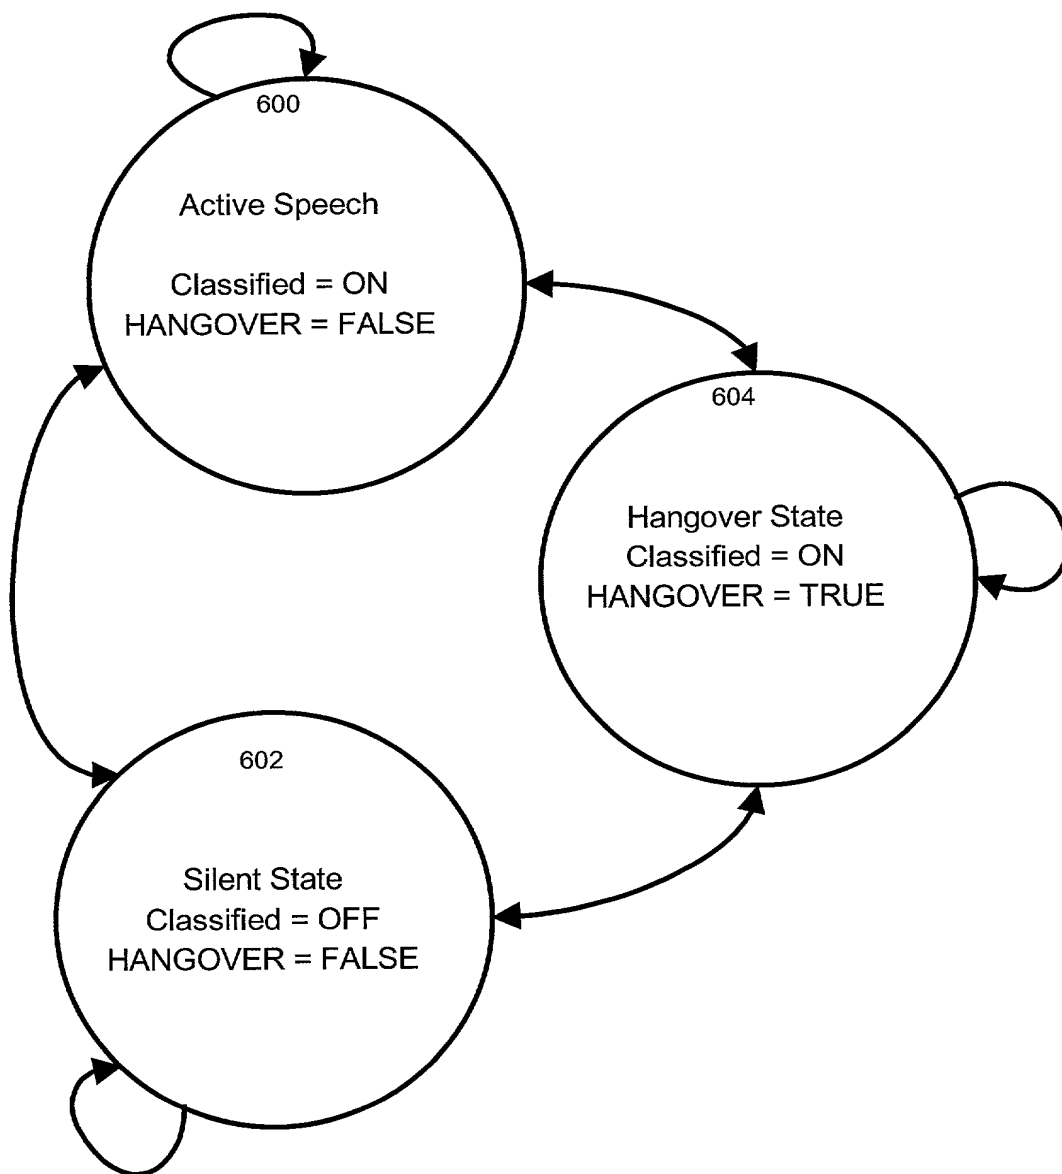 600
Active Speech
Classified = ON
HANGOVER = FALSE
604
Hangover State
Classified = ON
HANGOVER = TRUE
602
Silent State
Classified = OFF
HANGOVER = FALSE